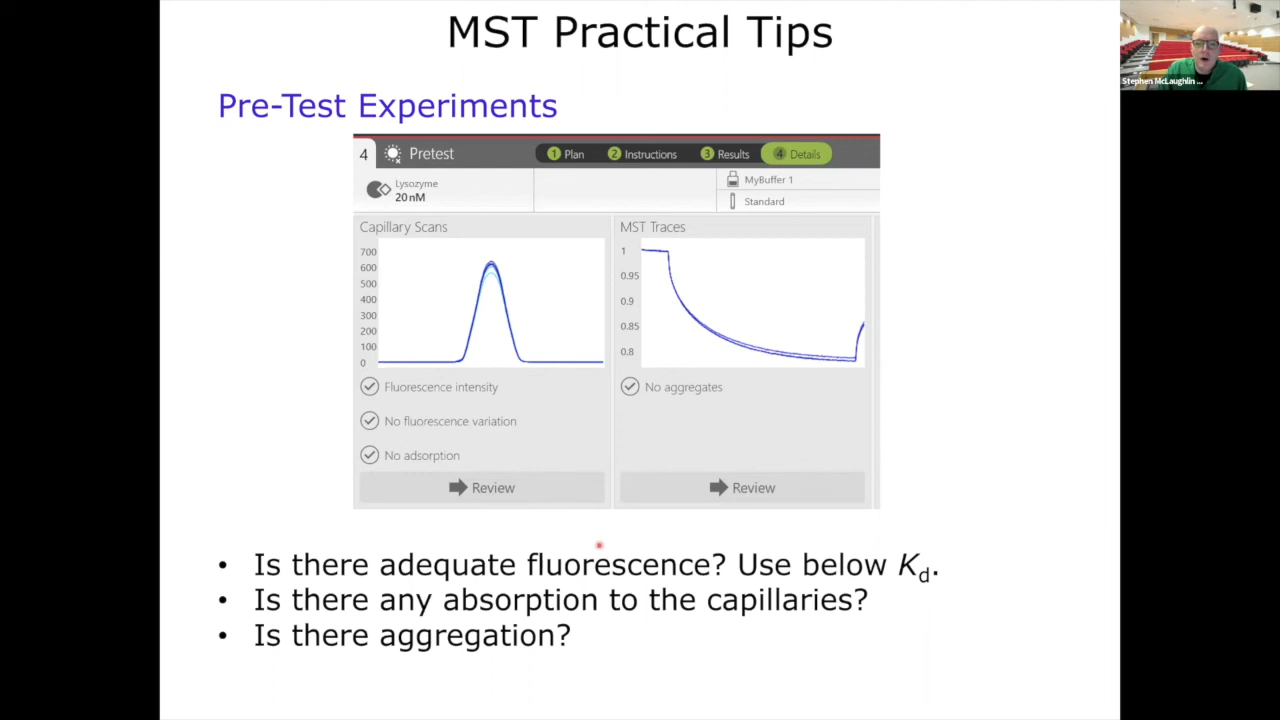 MST Practical Tips
Stephen McLaughlin ...
Pre-Test Experiments
4 Pretest 1 Plan 2 Instructions 3 Results 4 Details
Lysozyme
20 nM
MyBuffer 1
Standard
Capillary Scans
700
600
500
400
300
200
100
0
Fluorescence intensity
No fluorescence variation
No adsorption
Review
MST Traces
1
0.95
0.9
0.85
0.8
No aggregates
Review
• Is there adequate fluorescence? Use below Kd.
• Is there any absorption to the capillaries?
• Is there aggregation?